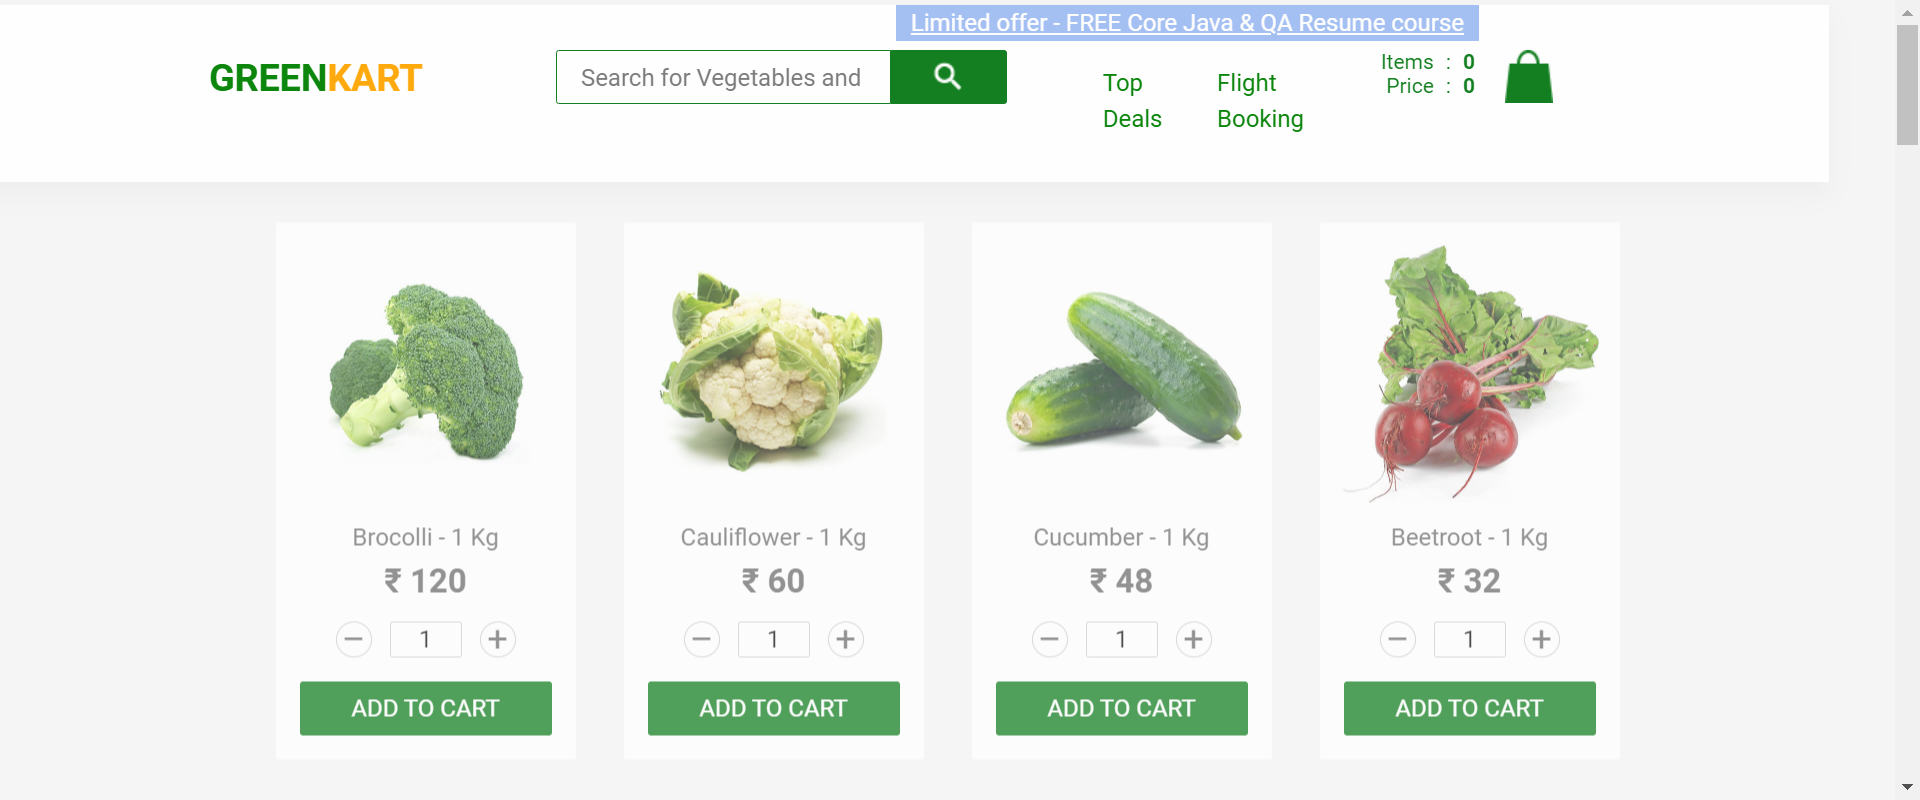 Limited offer - FREE Core Java & QA Resume course
GREENKART
Search for Vegetables and
Top
Deals
Flight
Booking
Items : 0
Price : 0
Brocolli - 1 Kg
₹ 120
1
ADD TO CART
Cauliflower - 1 Kg
₹ 60
1
ADD TO CART
Cucumber - 1 Kg
₹ 48
1
ADD TO CART
Beetroot - 1 Kg
₹ 32
1
ADD TO CART